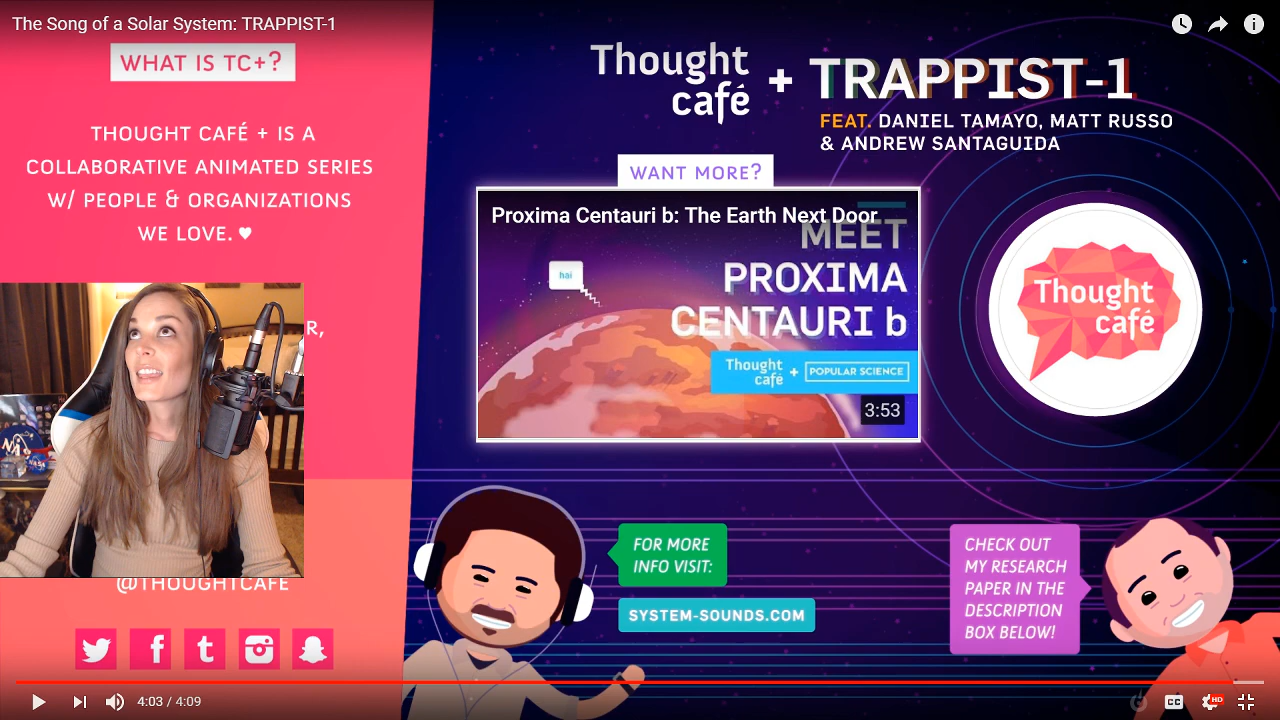 The Song of a Solar System: TRAPPIST-1
WHAT IS TC+?
THOUGHT CAFÉ + IS A
COLLABORATIVE ANIMATED SERIES
W/ PEOPLE & ORGANIZATIONS
WE LOVE. ♥
R,
@THOUGHTCAFE
Thought
café
+ TRAPPIST-1
FEAT. DANIEL TAMAYO, MATT RUSSO
& ANDREW SANTAGUIDA
WANT MORE?
Proxima Centauri b: The Earth Next Door
MEET
PROXIMA
CENTAURI b
hai
Thought
café
+ POPULAR SCIENCE
3:53
Thought
café
NASA
NASA
FOR MORE
INFO VISIT:
SYSTEM-SOUNDS.COM
CHECK OUT
MY RESEARCH
PAPER IN THE
DESCRIPTION
BOX BELOW!
4:03 / 4:09
CC
HD